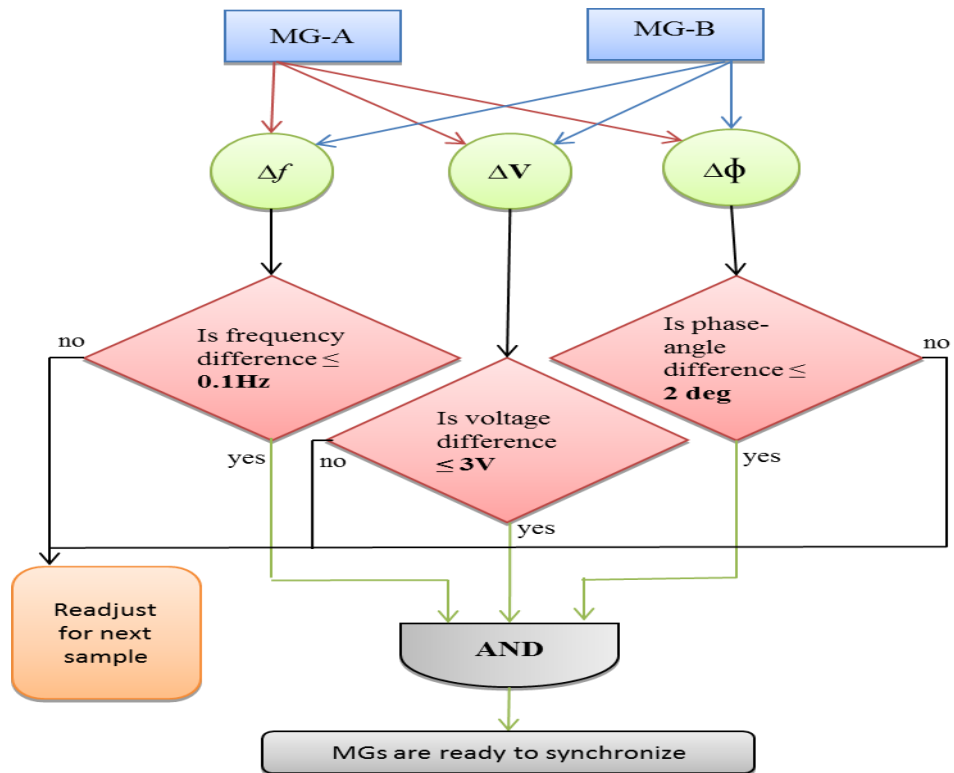 MG-A
MG-B
Δf
ΔV
Δϕ
no
Is frequency
difference ≤
0.1Hz
yes
Is voltage
difference
≤ 3V
no
yes
Is phase-
angle
difference ≤
2 deg
no
yes
Readjust
for next
sample
AND
MGs are ready to synchronize